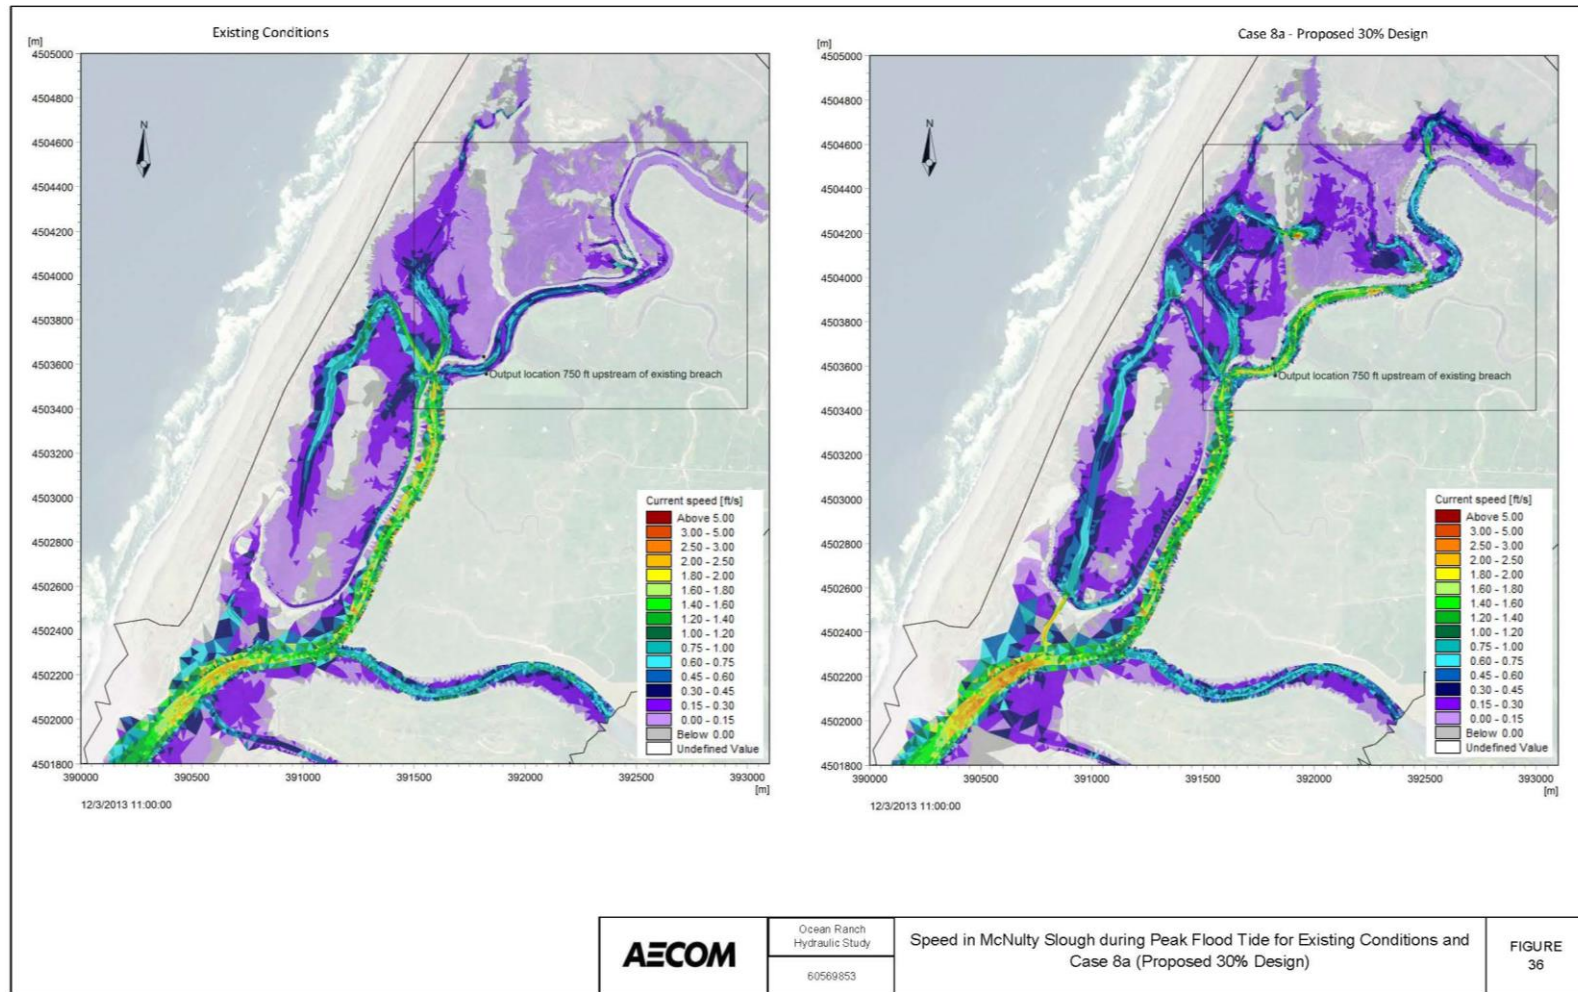 Existing Conditions
[m]
4505000
4504800
4504600
4504400
4504200
4504000
4503800
4503600
4503400
4503200
4503000
4502800
4502600
4502400
4502200
4502000
4501800
N
Output location 750 ft upstream of existing breach
Current speed [ft/s]
Above 5.00
3.00 - 5.00
2.50 - 3.00
2.00 - 2.50
1.80 - 2.00
1.60 - 1.80
1.40 - 1.60
1.20 - 1.40
1.00 - 1.20
0.75 - 1.00
0.60 - 0.75
0.45 - 0.60
0.30 - 0.45
0.15 - 0.30
0.00 - 0.15
Below 0.00
Undefined Value
390000 390500 391000 391500 392000 392500 393000
[m]
12/3/2013 11:00:00
Case 8a - Proposed 30% Design
[m]
4505000
4504800
4504600
4504400
4504200
4504000
4503800
4503600
4503400
4503200
4503000
4502800
4502600
4502400
4502200
4502000
4501800
N
Output location 750 ft upstream of existing breach
Current speed [ft/s]
Above 5.00
3.00 - 5.00
2.50 - 3.00
2.00 - 2.50
1.80 - 2.00
1.60 - 1.80
1.40 - 1.60
1.20 - 1.40
1.00 - 1.20
0.75 - 1.00
0.60 - 0.75
0.45 - 0.60
0.30 - 0.45
0.15 - 0.30
0.00 - 0.15
Below 0.00
Undefined Value
390000 390500 391000 391500 392000 392500 393000
[m]
12/3/2013 11:00:00
AECOM
Ocean Ranch
Hydraulic Study
60569853
Speed in McNulty Slough during Peak Flood Tide for Existing Conditions and
Case 8a (Proposed 30% Design)
FIGURE
36